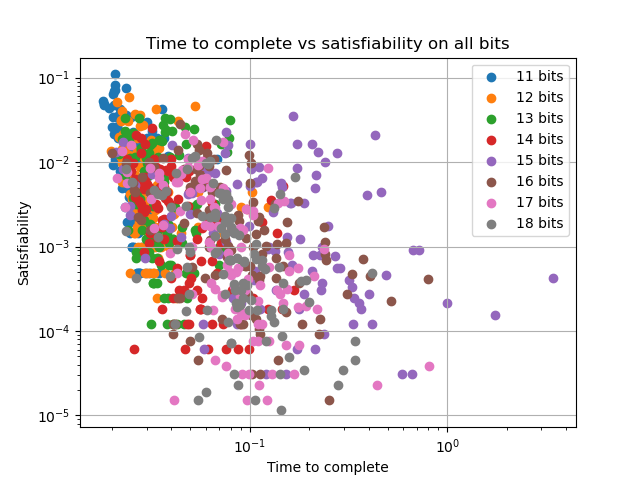 Time to complete vs satisfiability on all bits
10⁻¹
10⁻²
10⁻³
10⁻⁴
10⁻⁵
Satisfiability
11 bits
12 bits
13 bits
14 bits
15 bits
16 bits
17 bits
18 bits
10⁻¹ 10⁰
Time to complete